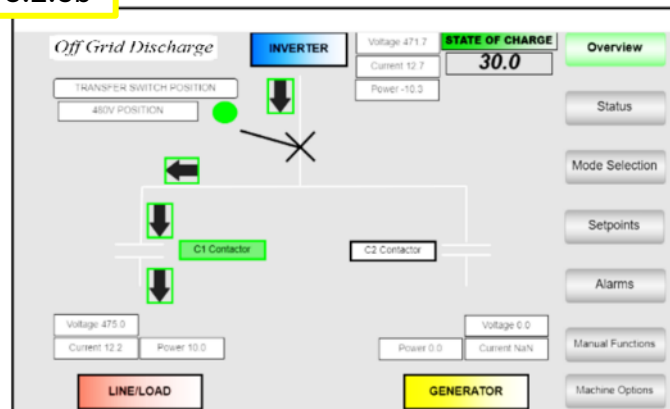 Off Grid Discharge
INVERTER
Voltage 471.7
Current 12.7
Power -10.3
STATE OF CHARGE
30.0
TRANSFER SWITCH POSITION
480V POSITION
C1 Contactor
C2 Contactor
Voltage 475.0
Current 12.2
Power 10.0
Voltage 0.0
Power 0.0
Current NaN
LINE/LOAD
GENERATOR
Overview
Status
Mode Selection
Setpoints
Alarms
Manual Functions
Machine Options